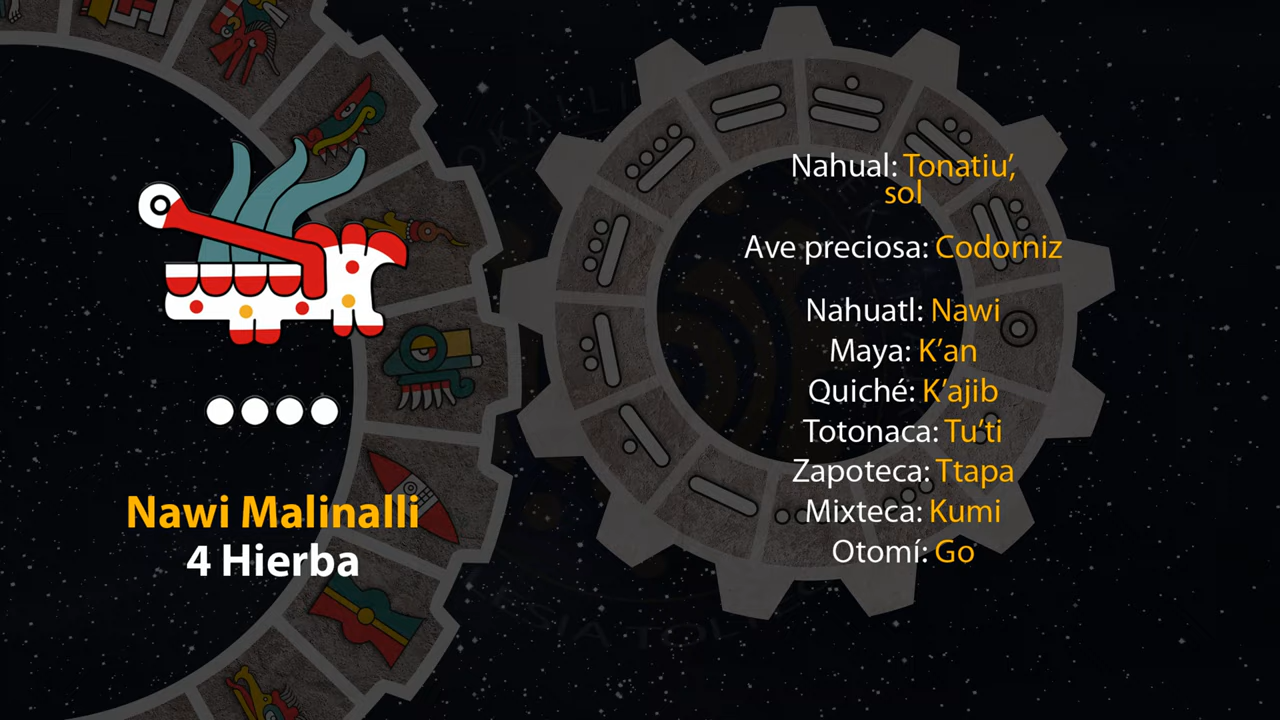 Nawi Malinalli
4 Hierba
Nahual: Tonatiu’,
sol
Ave preciosa: Codorniz
Nahuatl: Nawi
Maya: K’an
Quiché: K’ajib
Totonaca: Tu’ti
Zapoteca: Ttapa
Mixteca: Kumi
Otomí: Go